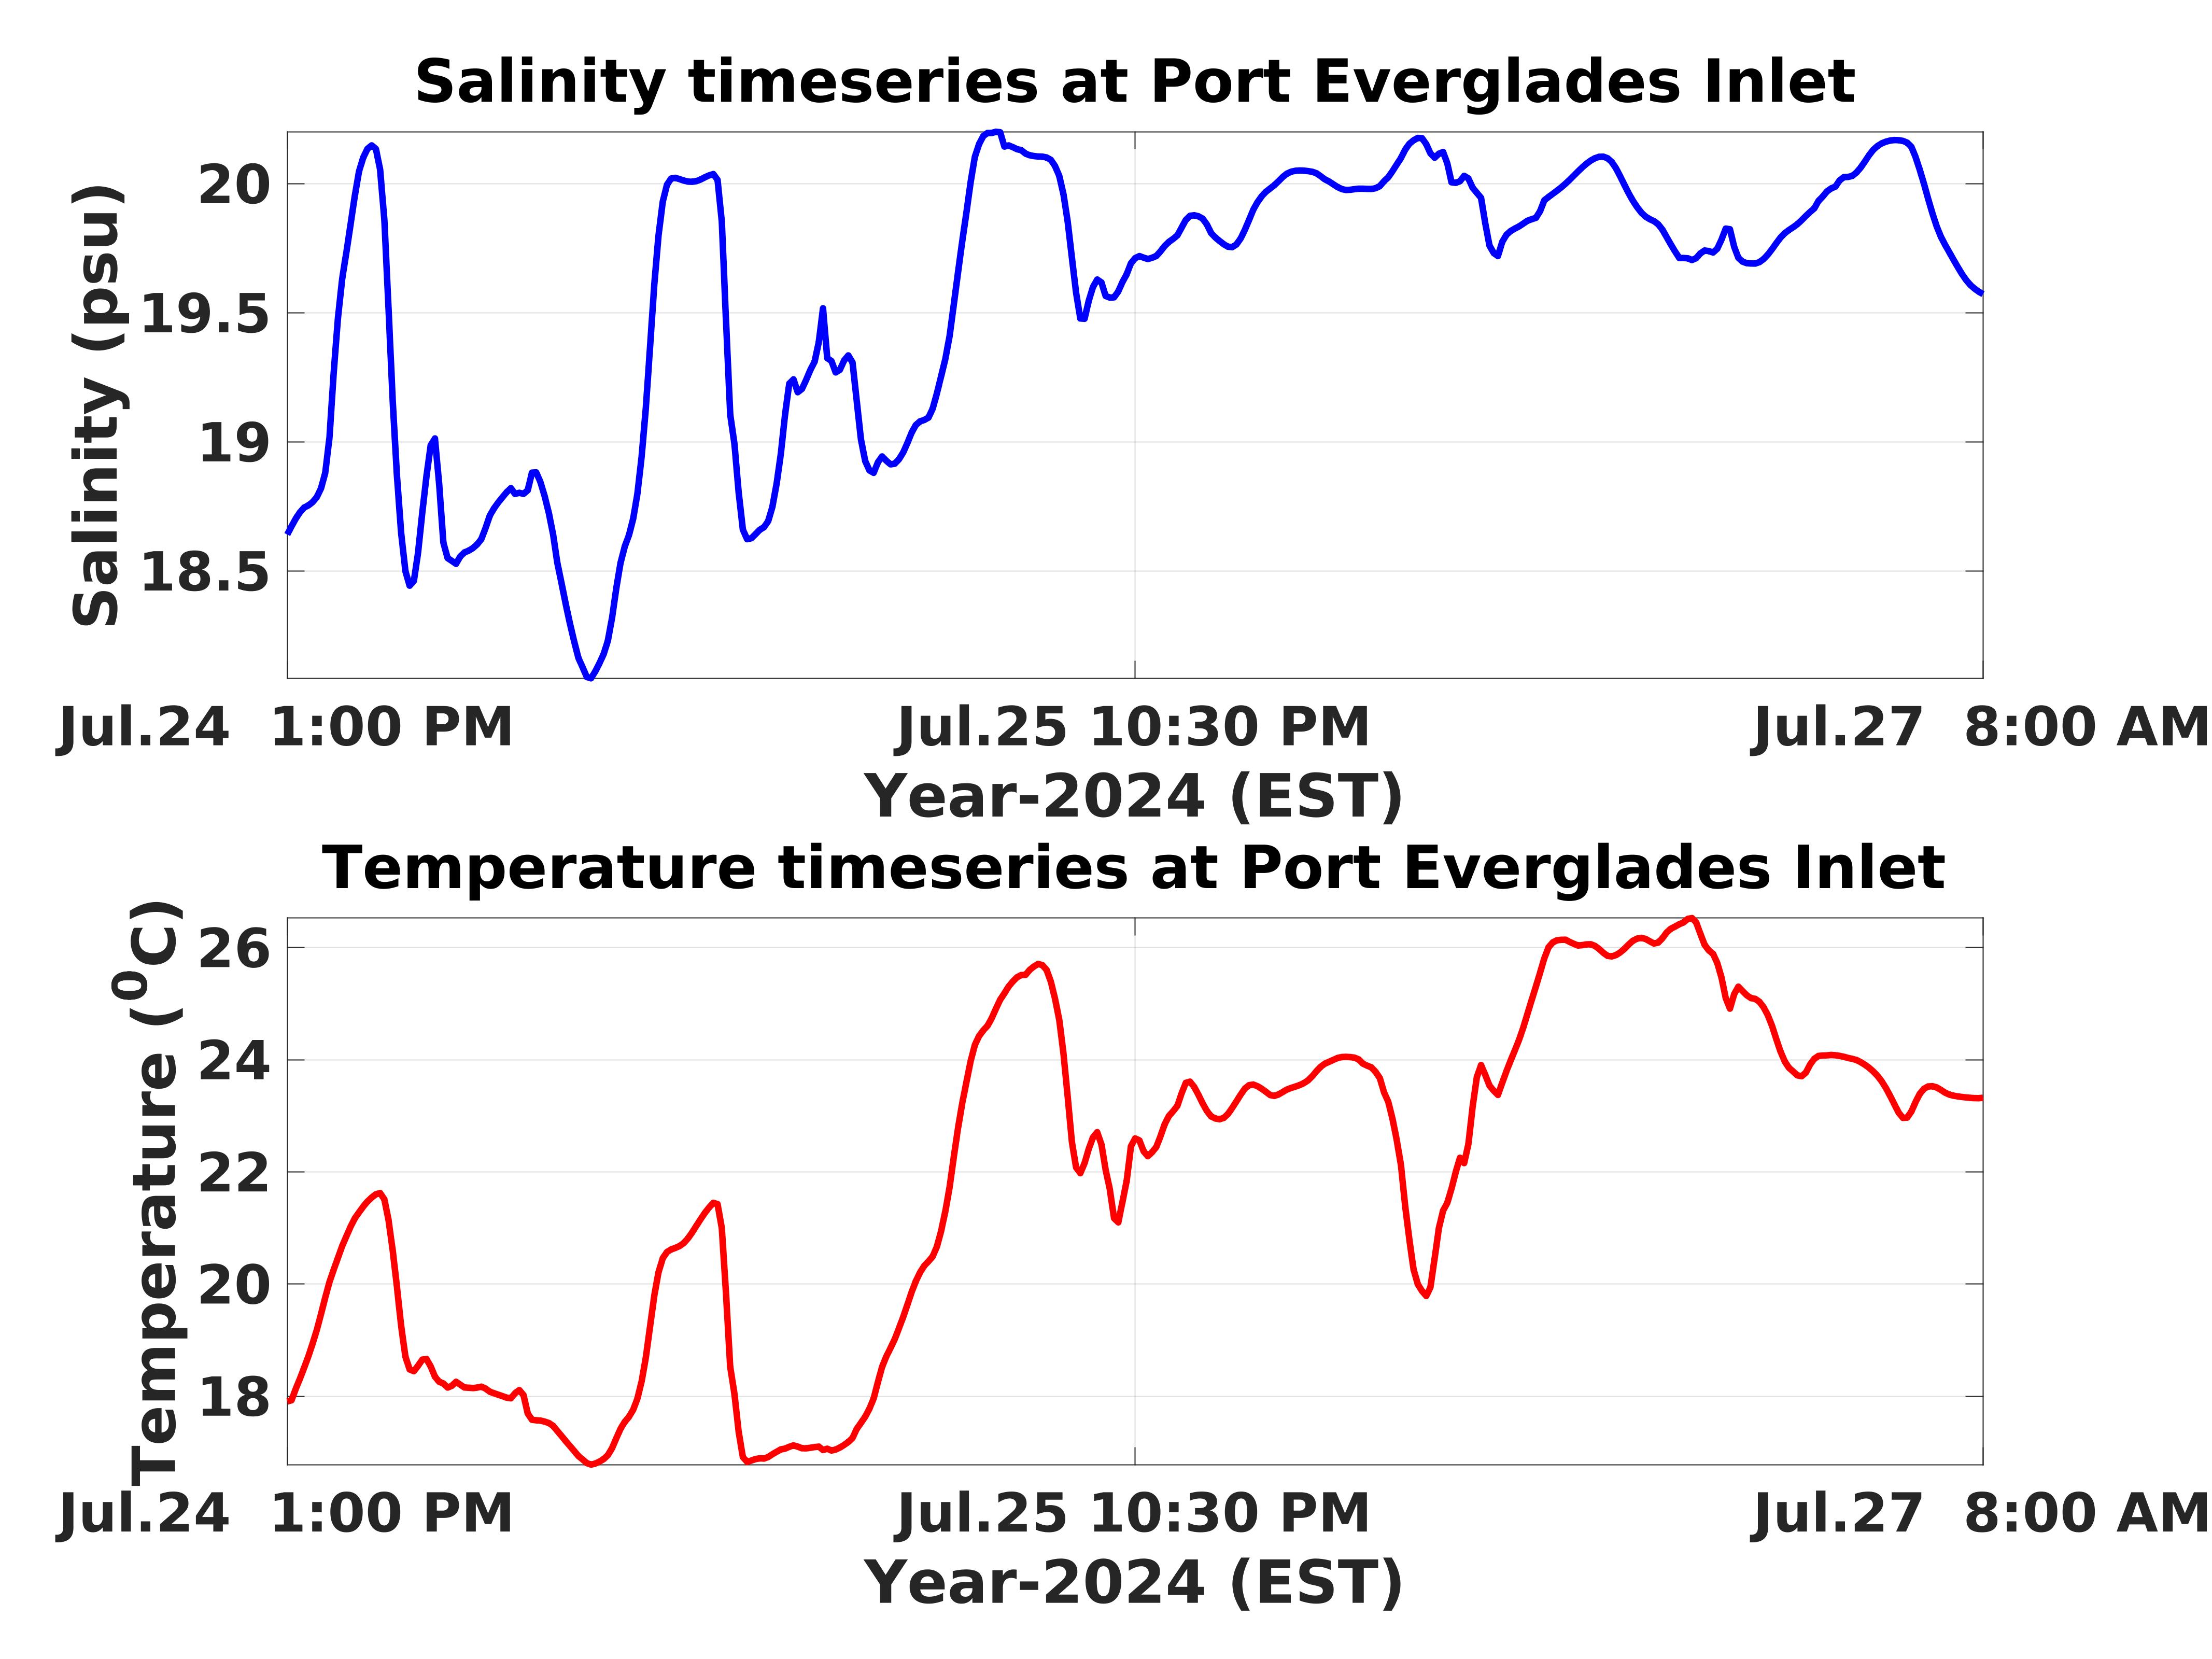 Salinity timeseries at Port Everglades Inlet
Salinity (psu)
20
19.5
19
18.5
Jul.24  1:00 PM
Jul.25 10:30 PM
Jul.27  8:00 AM
Year-2024 (EST)
Temperature timeseries at Port Everglades Inlet
Temperature (⁰C)
26
24
22
20
18
Jul.24  1:00 PM
Jul.25 10:30 PM
Jul.27  8:00 AM
Year-2024 (EST)